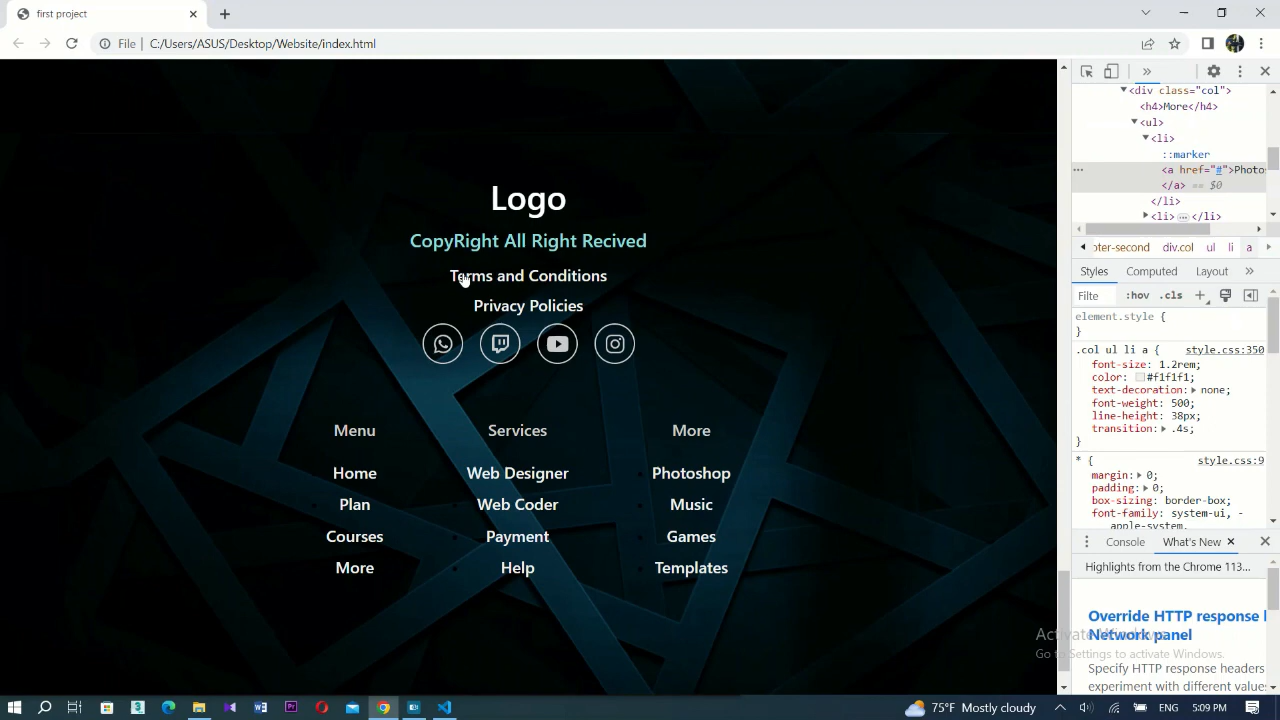 first project
File
C:/Users/ASUS/Desktop/Website/index.html
Logo
CopyRight All Right Recived
Terms and Conditions
Privacy Policies
Menu
Services
More
Home
Web Designer
Photoshop
Plan
Web Coder
Music
Courses
Payment
Games
More
Help
Templates
<div class="col">
<h4>More</h4>
<ul>
<li>
::marker
<a href="#">Photo
</a> == $0
</li>
<li> … </li>
oter-second div.col ul li a
Styles Computed Layout
Filte :hov .cls
element.style {
}
.col ul li a { style.css:350
font-size: 1.2rem;
color: #f1f1f1;
text-decoration: none;
font-weight: 500;
line-height: 38px;
transition: .4s;
}
* { style.css:9
margin: 0;
padding: 0;
box-sizing: border-box;
font-family: system-ui, -
apple-system,
Console What's New
Highlights from the Chrome 113...
Override HTTP response
Network panel
Activate Windows
Go to Settings to activate Windows.
Specify HTTP response headers
experiment with different value
75°F Mostly cloudy
ENG
5:09 PM